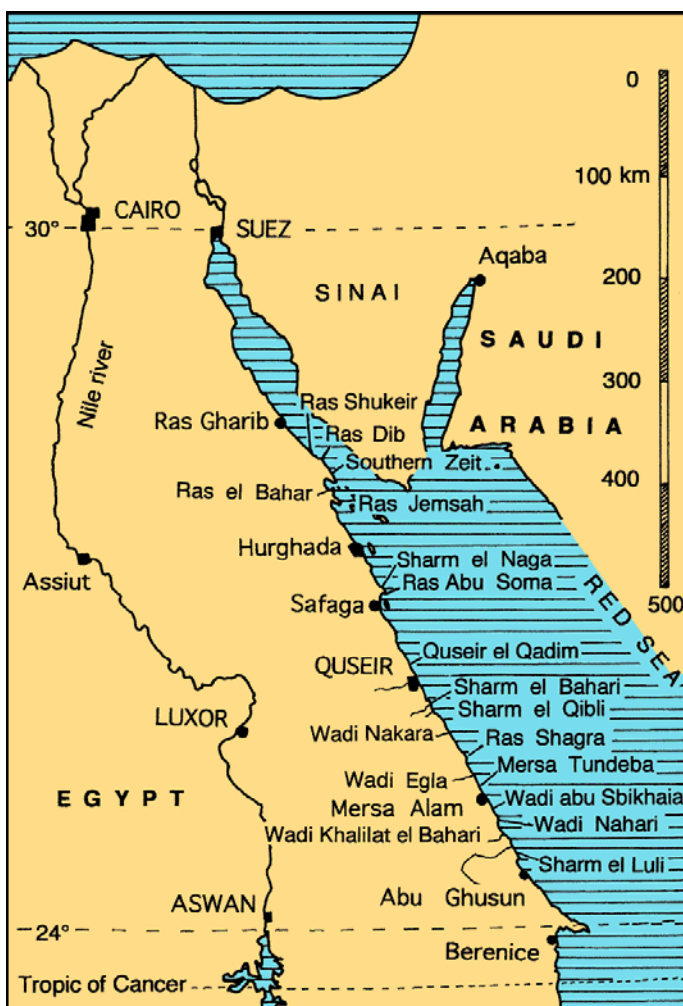 0
100 km
CAIRO
30°
SUEZ
Aqaba
SINAI
200
SAUDI
Nile river
300
Ras Shukeir
Ras Gharib
ARABIA
Ras Dib
Southern Zeit
400
Ras el Bahar
Ras Jemsah
Hurghada
Sharm el Naga
Assiut
Ras Abu Soma
RED SEA
Safaga
500
Quseir el Qadim
QUSEIR
Sharm el Bahari
Sharm el Qibli
LUXOR
Wadi Nakara
Ras Shagra
Mersa Tundeba
Wadi Egla
EGYPT
Wadi abu Sbikhaia
Mersa Alam
Wadi Nahari
Wadi Khalilat el Bahari
Sharm el Luli
Abu Ghusun
ASWAN
24°
Berenice
Tropic of Cancer